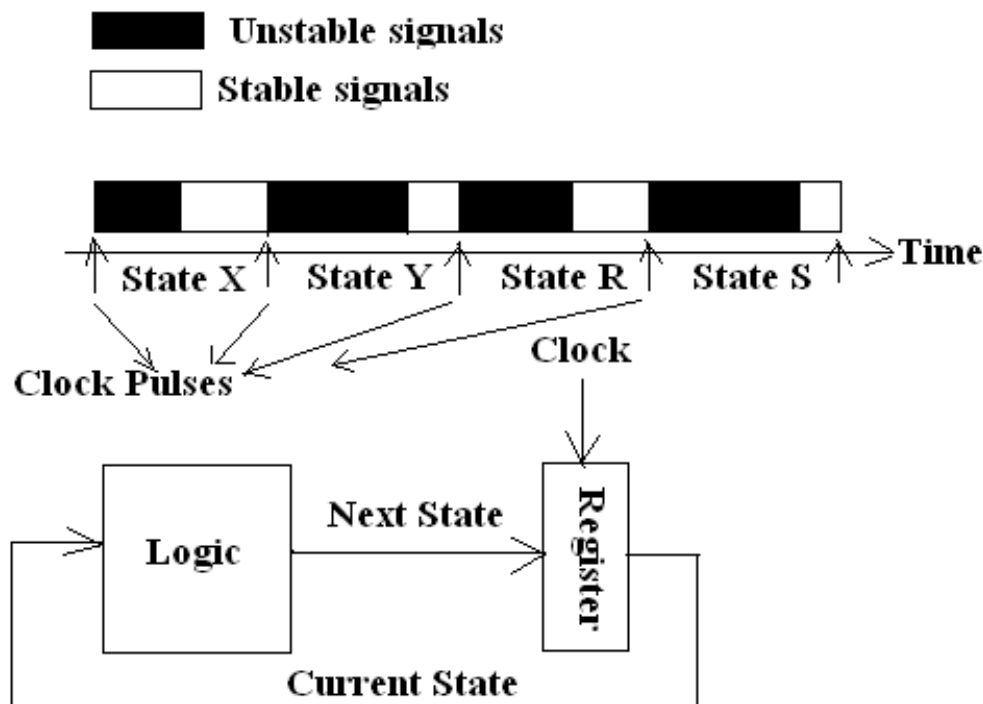 Unstable signals
Stable signals
Time
State X State Y State R State S
Clock
Clock Pulses
Next State
Logic
Register
Current State